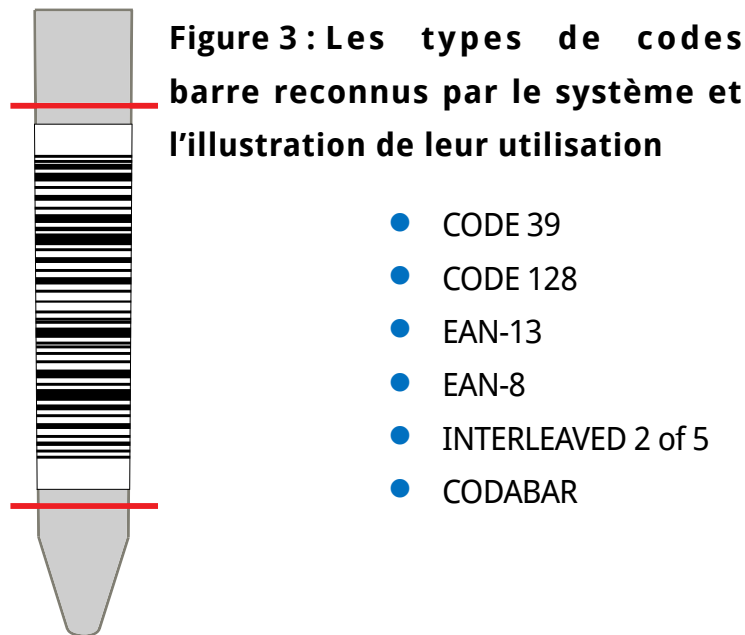 Figure 3 : Les types de codes
barre reconnus par le système et
l’illustration de leur utilisation
● CODE 39
● CODE 128
● EAN-13
● EAN-8
● INTERLEAVED 2 of 5
● CODABAR